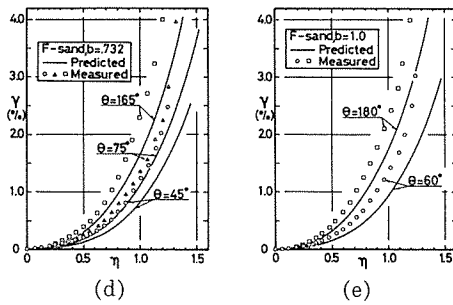 4.0
F-sand,b=.732
Predicted
Measured
3.0
θ=165°
γ
(%)
2.0
θ=75°
1.0
θ=45°
0
0.5
1.0
1.5
η
(d)
4.0
F-sand,b=1.0
Predicted
Measured
3.0
θ=180°
γ
(%)
2.0
1.0
θ=60°
0
0.5
1.0
1.5
η
(e)